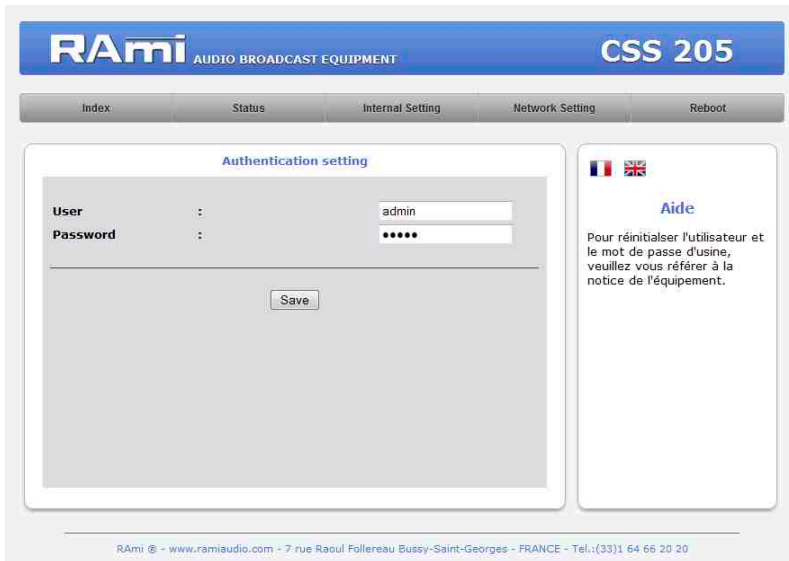 RAmi AUDIO BROADCAST EQUIPMENT
CSS 205
Index Status Internal Setting Network Setting Reboot
Authentication setting
User : admin
Password : •••••
Save
Aide
Pour réinitialser l'utilisateur et
le mot de passe d'usine,
veuillez vous référer à la
notice de l'équipement.
RAmi ® - www.ramiaudio.com - 7 rue Raoul Follereau Bussy-Saint-Georges - FRANCE - Tel.:(33)1 64 66 20 20